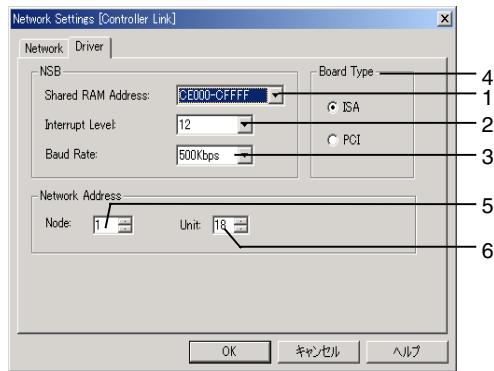 Network Settings [Controller Link]
Network Driver
NSB
Board Type
4
Shared RAM Address: CE000-CFFFF
1
ISA
Interrupt Level: 12
2
PCI
Baud Rate: 500Kbps
3
Network Address
5
Node: 1 Unit: 18
6
OK キャンセル ヘルプ